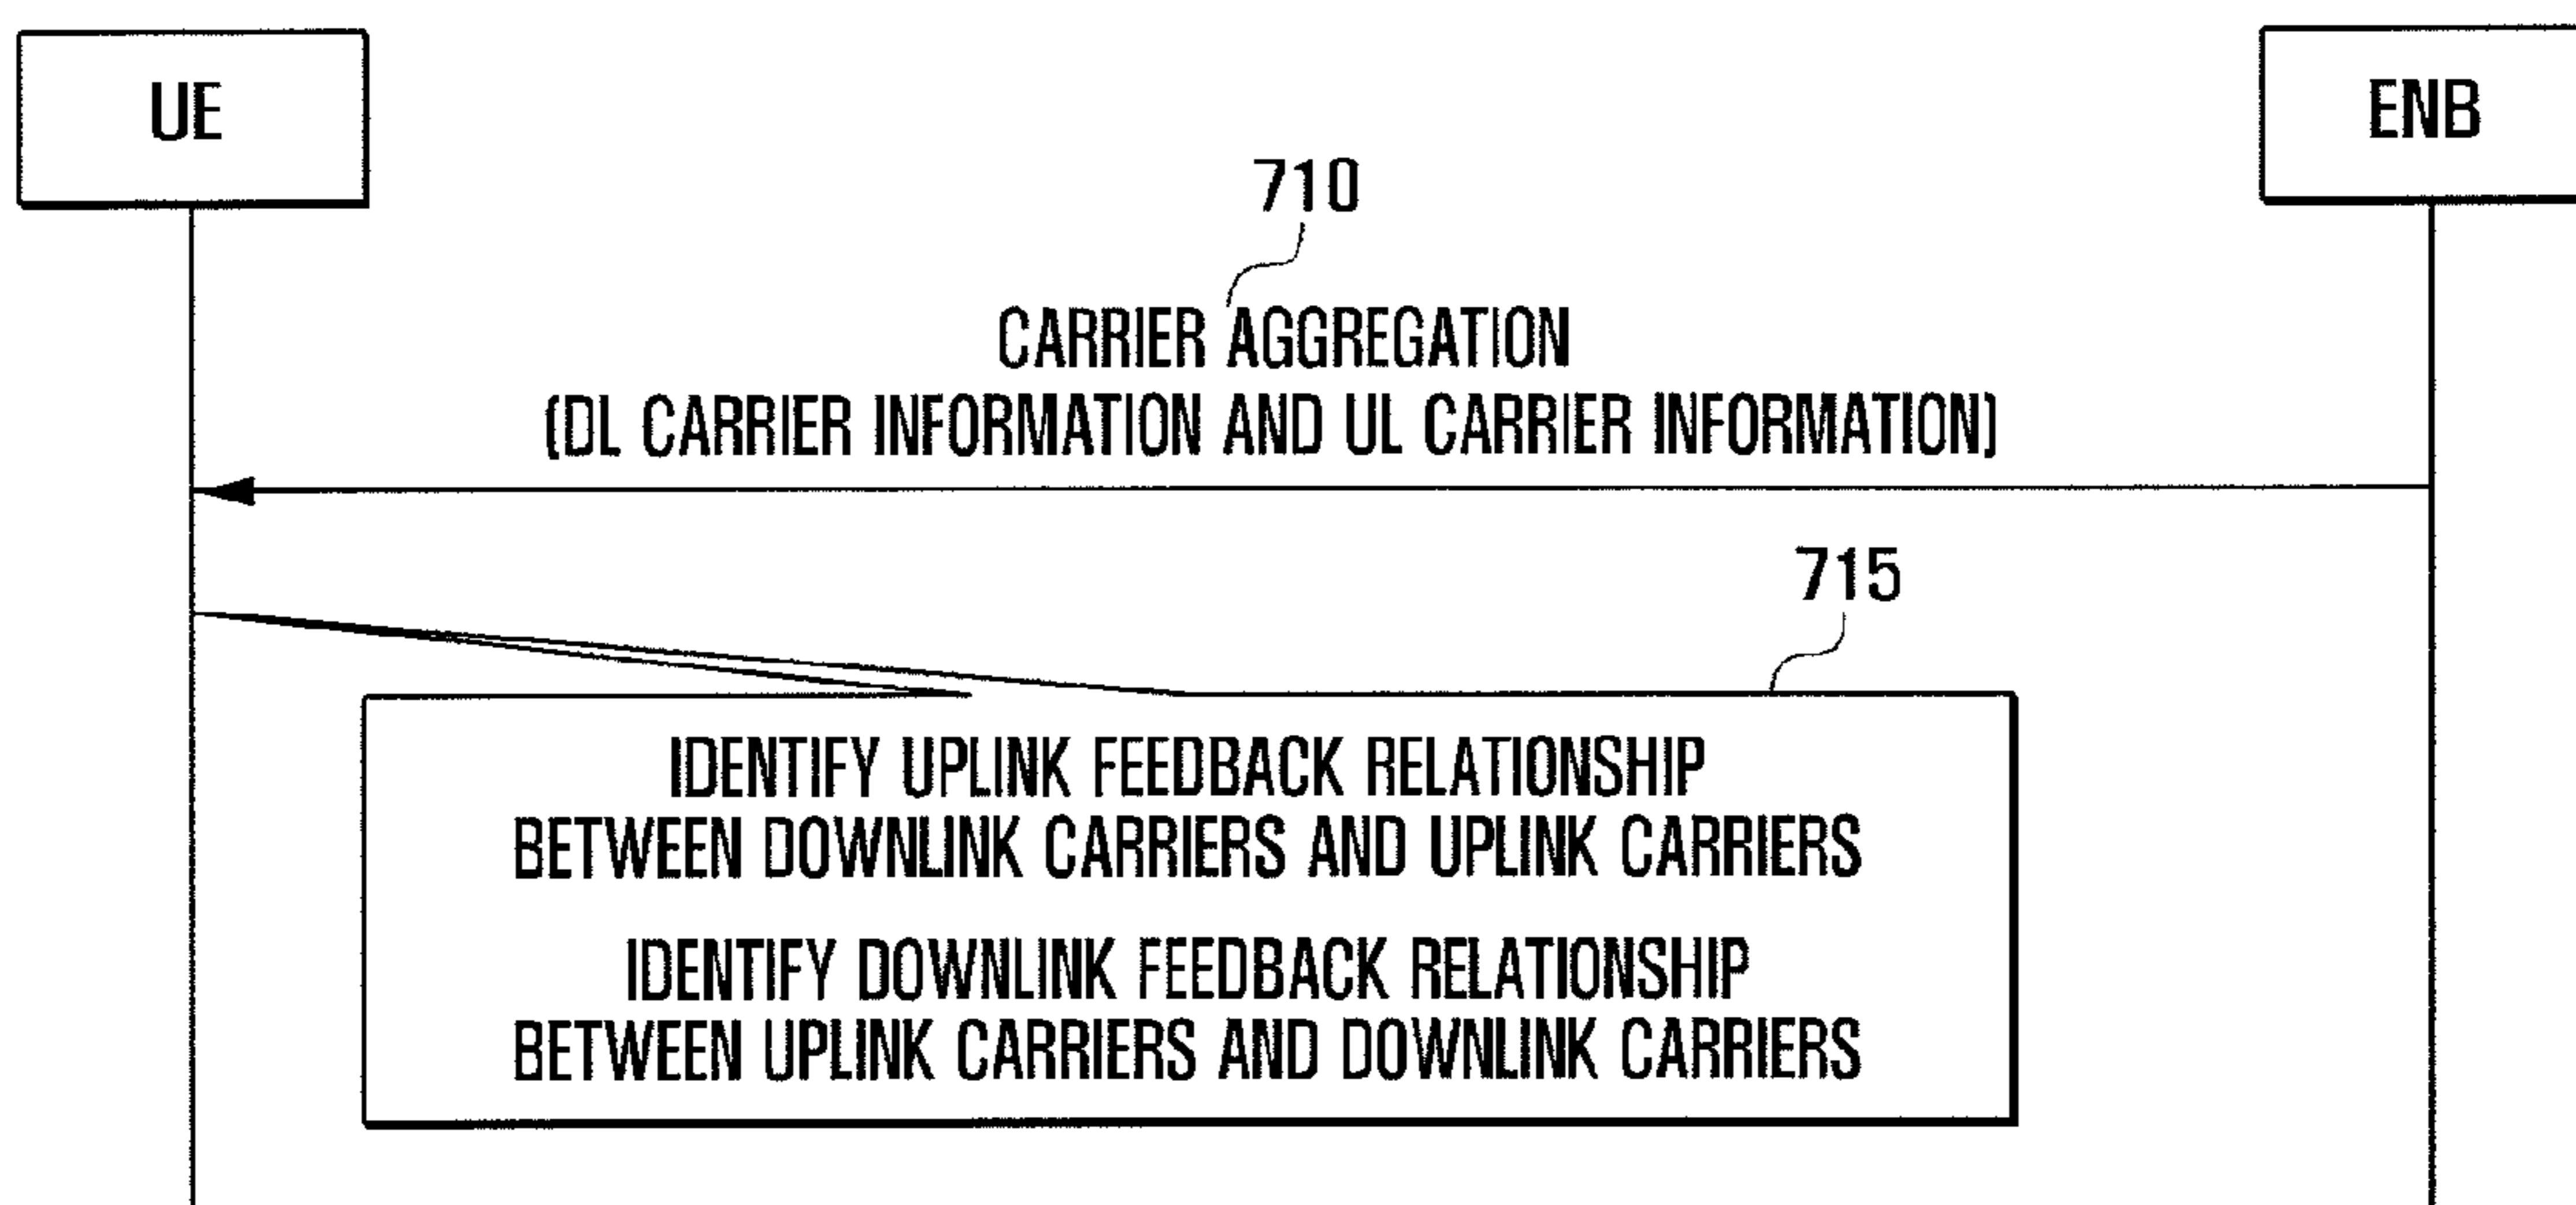 UE
ENB
710
CARRIER AGGREGATION
(DL CARRIER INFORMATION AND UL CARRIER INFORMATION)
715
IDENTIFY UPLINK FEEDBACK RELATIONSHIP
BETWEEN DOWNLINK CARRIERS AND UPLINK CARRIERS
IDENTIFY DOWNLINK FEEDBACK RELATIONSHIP
BETWEEN UPLINK CARRIERS AND DOWNLINK CARRIERS